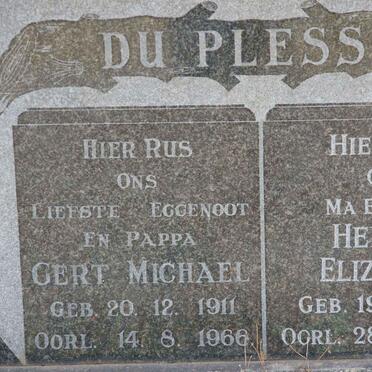 DU PLESS
HIER RUS
ONS
LIEFSTE EGGENOOT
EN PAPPA
GERT MICHAEL
GEB. 20. 12. 1911
OORL. 14. 8. 1966
HIE
MA E
HE
ELIZ
GEB. 19
OORL. 28